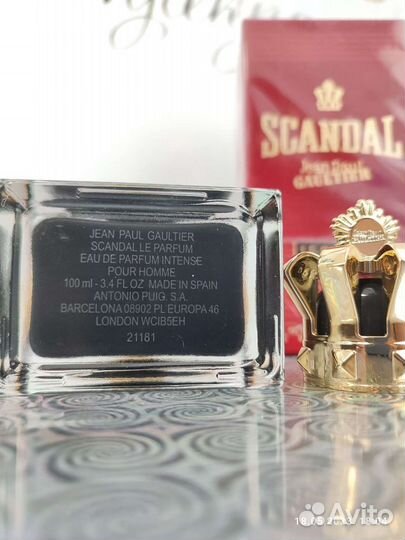 SCANDAL
Jean Paul
GAULTIER
JEAN PAUL GAULTIER
SCANDAL LE PARFUM
EAU DE PARFUM INTENSE
POUR HOMME
100 ml - 3.4 FL OZ MADE IN SPAIN
ANTONIO PUIG. S.A.
BARCELONA 08902 PL EUROPA 46
LONDON WCIB5EH
21181
Avito